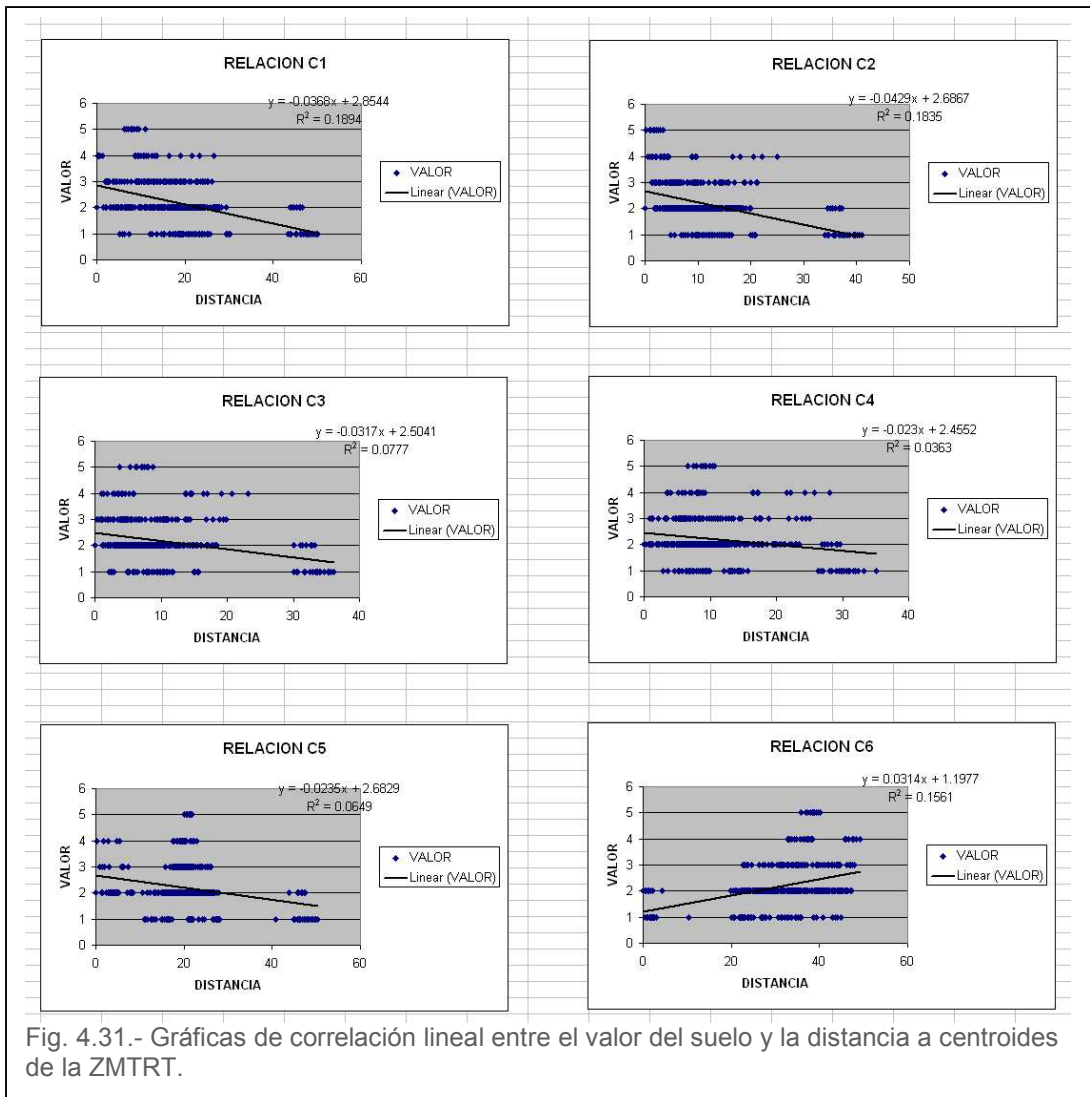 RELACION C1
y = -0.0368x + 2.8544
R² = 0.1894
6
5
4
3
2
1
0
VALOR
0 20 40 60
DISTANCIA
VALOR
Linear (VALOR)
RELACION C2
y = -0.0429x + 2.6867
R² = 0.1835
6
5
4
3
2
1
0
VALOR
0 10 20 30 40 50
DISTANCIA
VALOR
Linear (VALOR)
RELACION C3
y = -0.0317x + 2.5041
R² = 0.0777
6
5
4
3
2
1
0
VALOR
0 10 20 30 40
DISTANCIA
VALOR
Linear (VALOR)
RELACION C4
y = -0.023x + 2.4552
R² = 0.0363
6
5
4
3
2
1
0
VALOR
0 10 20 30 40
DISTANCIA
VALOR
Linear (VALOR)
RELACION C5
y = -0.0235x + 2.6829
R² = 0.0649
6
5
4
3
2
1
0
VALOR
0 20 40 60
DISTANCIA
VALOR
Linear (VALOR)
RELACION C6
y = 0.0314x + 1.1977
R² = 0.1561
6
5
4
3
2
1
0
VALOR
0 20 40 60
DISTANCIA
VALOR
Linear (VALOR)
Fig. 4.31.- Gráficas de correlación lineal entre el valor del suelo y la distancia a centroides
de la ZMTRT.